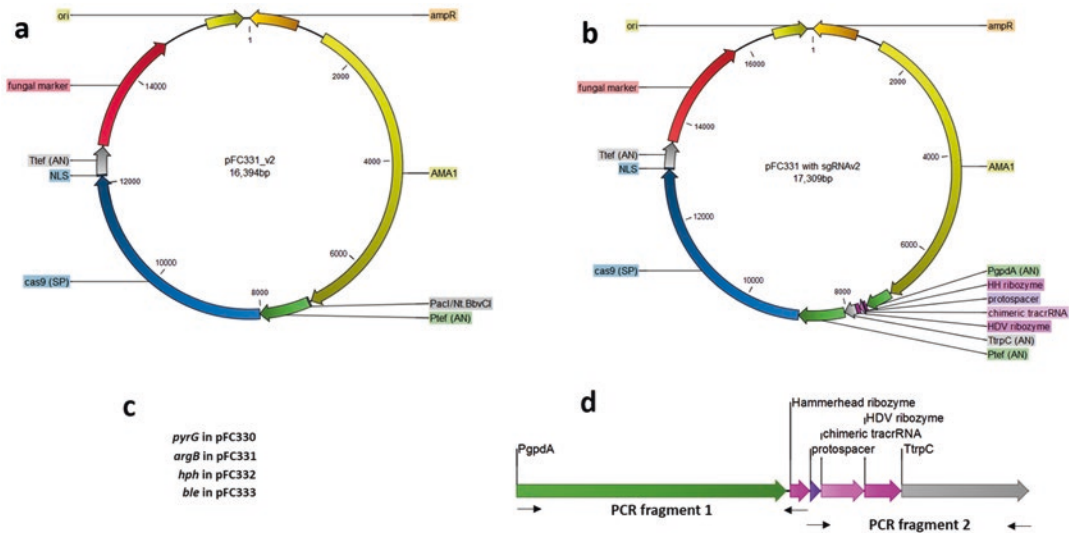 a
ori
ampR
1
2000
fungal marker
14000
pFC331_v2
16,394bp
4000
Ttef (AN)
NLS
12000
AMA1
6000
cas9 (SP)
10000
8000
PacI/Nt.BbvCI
Ptef (AN)
b
ori
ampR
1
16000
2000
fungal marker
14000
pFC331 with sgRNAv2
17,309bp
4000
Ttef (AN)
NLS
AMA1
12000
6000
cas9 (SP)
10000
8000
PgpdA (AN)
HH ribozyme
protospacer
chimeric tracrRNA
HDV ribozyme
TtrpC (AN)
Ptef (AN)
c
pyrG in pFC330
argB in pFC331
hph in pFC332
ble in pFC333
d
Hammerhead ribozyme
HDV ribozyme
chimeric tracrRNA
PgpdA
protospacer
TtrpC
PCR fragment 1
PCR fragment 2